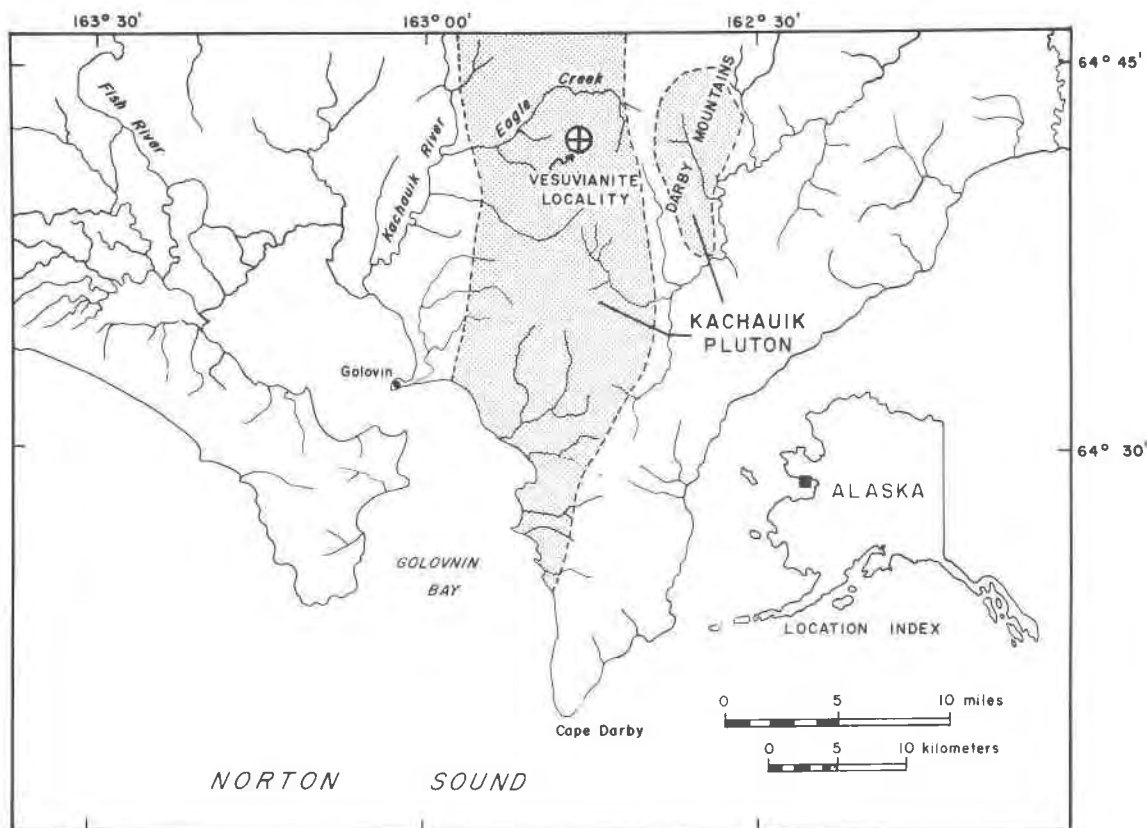 163° 30'
163° 00'
162° 30'
64° 45'
Fish River
Kachauik River
Eagle Creek
DARBY MOUNTAINS
VESUVIANITE
LOCALITY
KACHAUIK
PLUTON
Golovin
64° 30'
ALASKA
GOLOVNIN
BAY
LOCATION INDEX
0 5 10 miles
Cape Darby
0 5 10 kilometers
NORTON SOUND